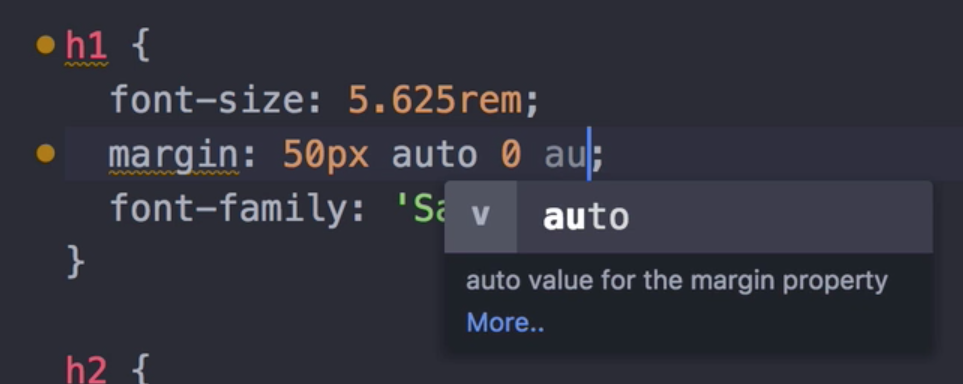 h1 {
font-size: 5.625rem;
margin: 50px auto 0 au;
font-family: 'Sa
v auto
auto value for the margin property
More..
}
h2 {